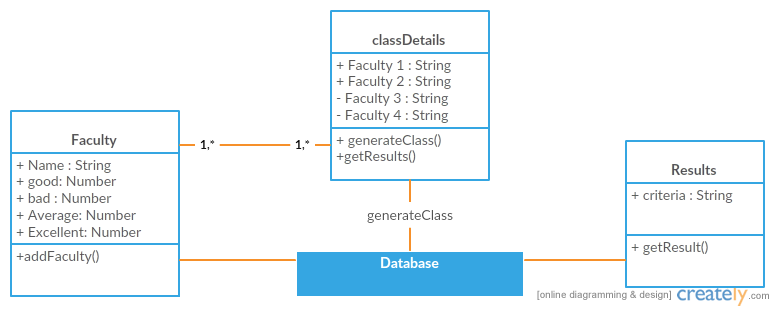 classDetails
+ Faculty 1 : String
+ Faculty 2 : String
- Faculty 3 : String
- Faculty 4 : String
+ generateClass()
+getResults()
Faculty
+ Name : String
+ good: Number
+ bad : Number
+ Average: Number
+ Excellent: Number
+addFaculty()
1,*
1,*
generateClass
Database
Results
+ criteria : String
+ getResult()
[online diagramming & design] creately.com